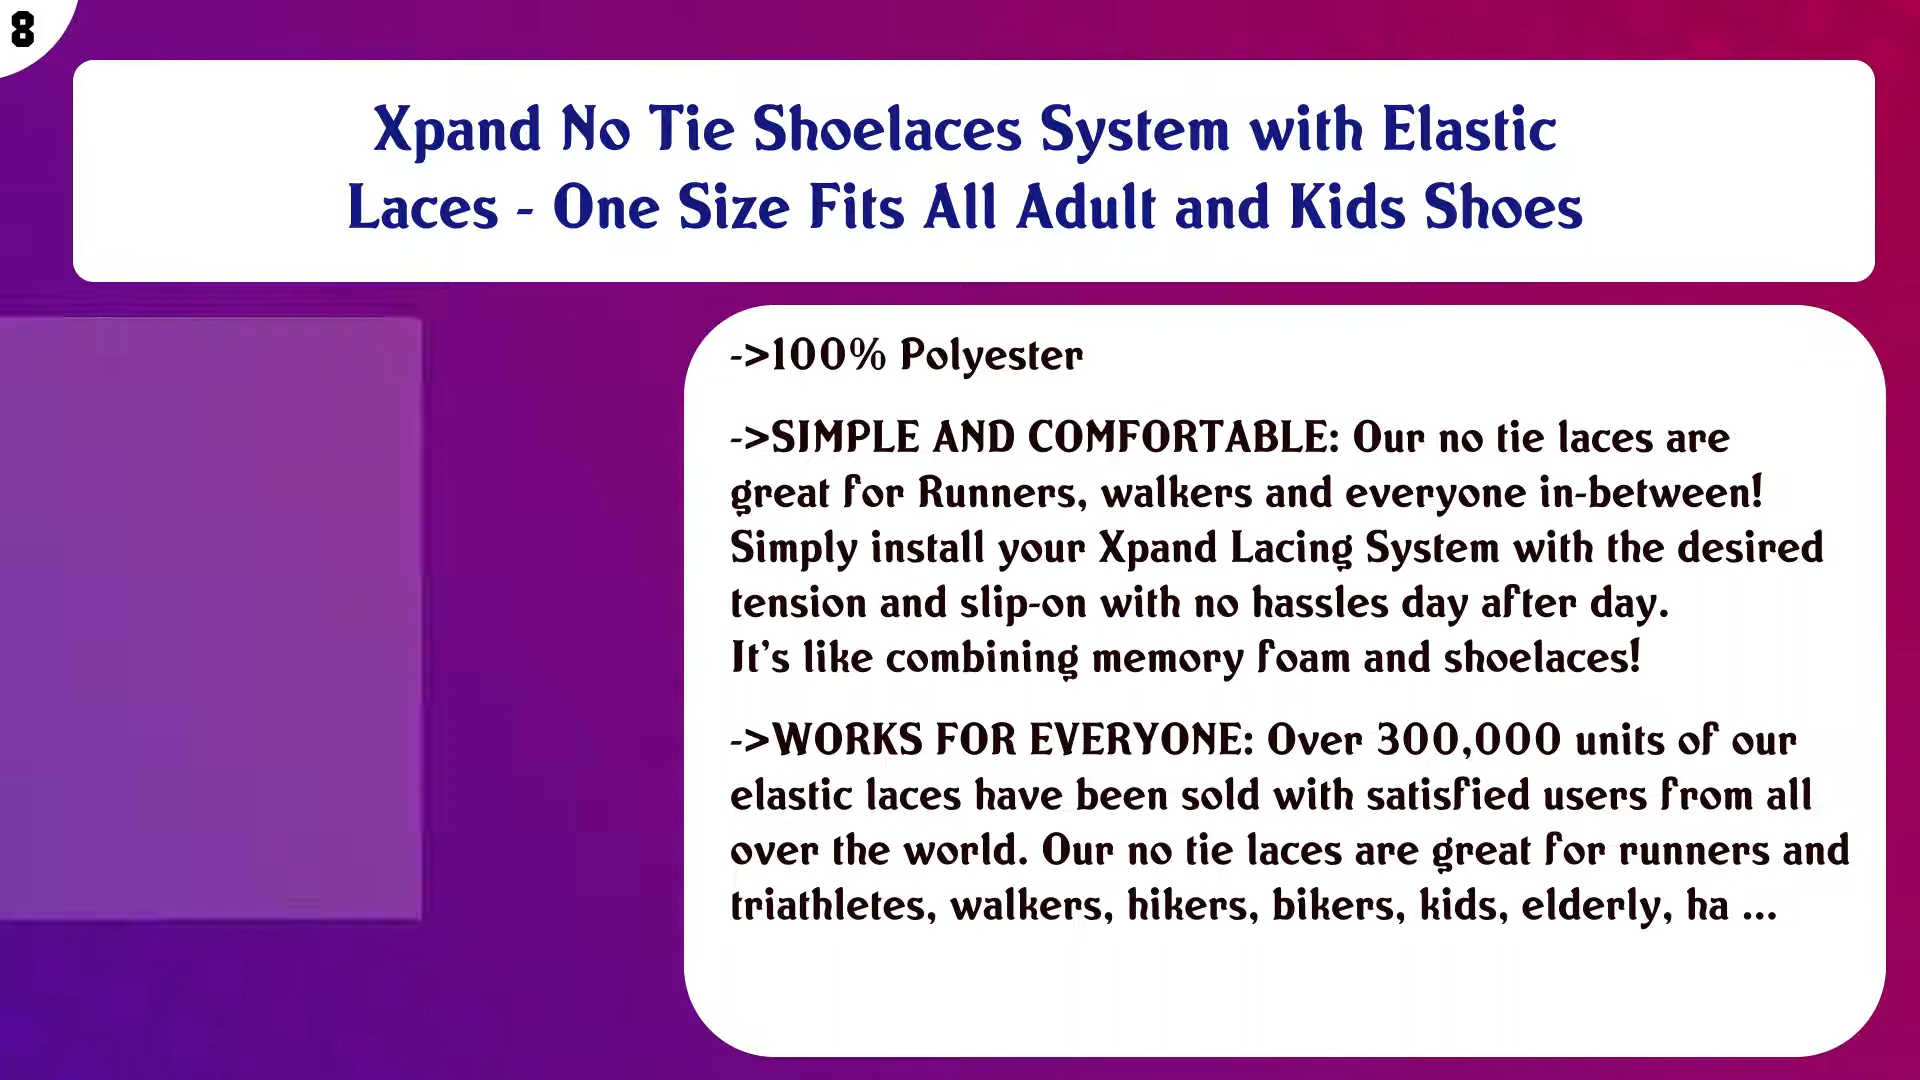 8
Xpand No Tie Shoelaces System with Elastic
Laces - One Size Fits All Adult and Kids Shoes
->100% Polyester
->SIMPLE AND COMFORTABLE: Our no tie laces are
great for Runners, walkers and everyone in-between!
Simply install your Xpand Lacing System with the desired
tension and slip-on with no hassles day after day.
It's like combining memory foam and shoelaces!
->WORKS FOR EVERYONE: Over 300,000 units of our
elastic laces have been sold with satisfied users from all
over the world. Our no tie laces are great for runners and
triathletes, walkers, hikers, bikers, kids, elderly, ha ...